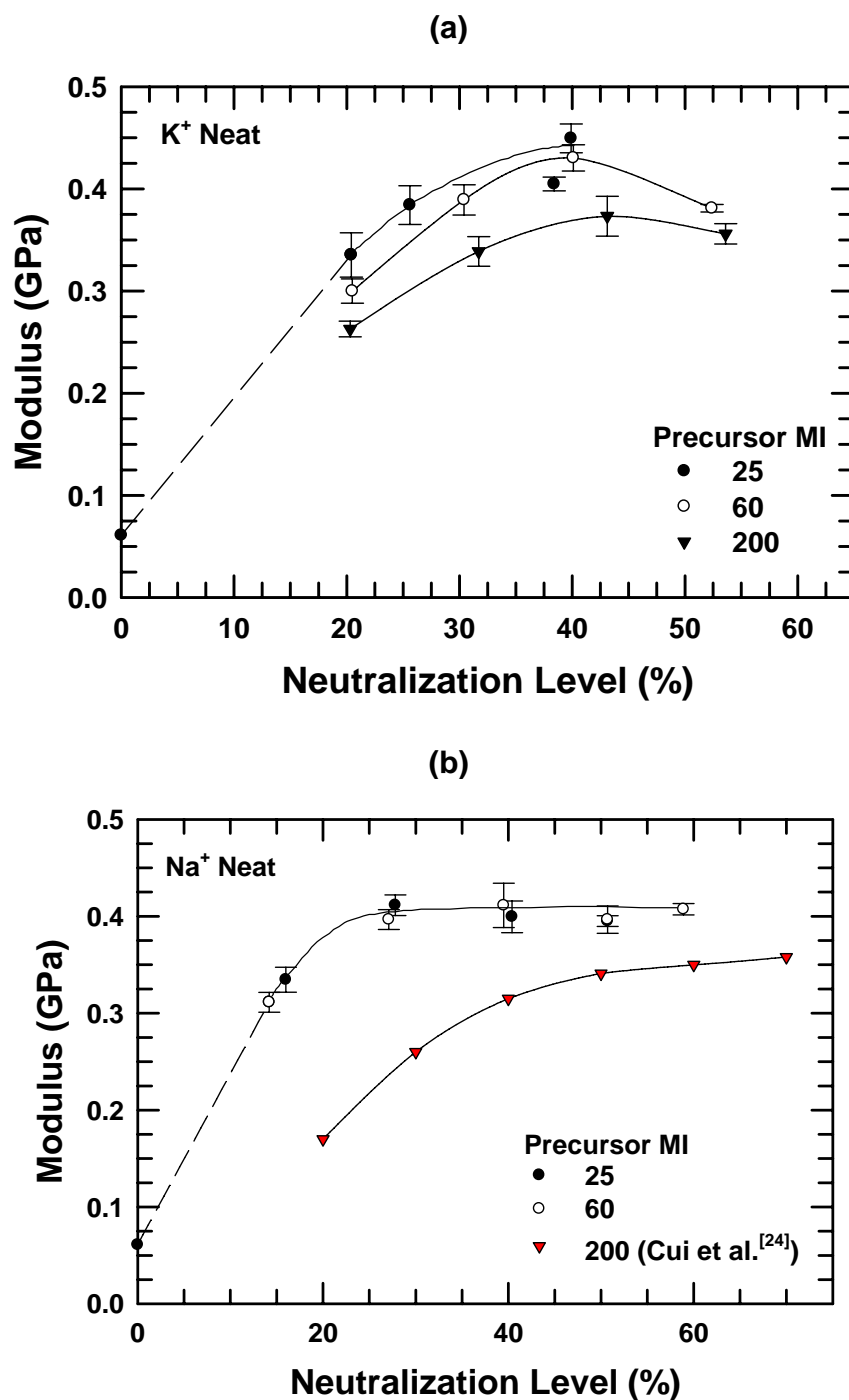 (a)
0.5
K⁺ Neat
0.4
0.3
0.2
0.1
0.0
Modulus (GPa)
Precursor MI
25
60
200
0 10 20 30 40 50 60
Neutralization Level (%)
(b)
0.5
Na⁺ Neat
0.4
0.3
0.2
0.1
0.0
Modulus (GPa)
Precursor MI
25
60
200 (Cui et al.[24])
0 20 40 60
Neutralization Level (%)